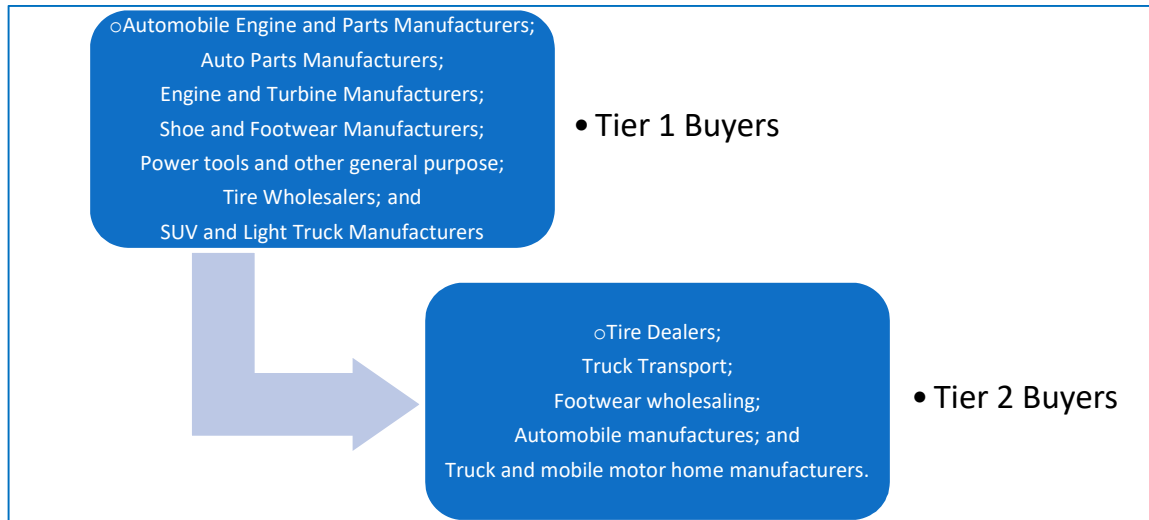 oAutomobile Engine and Parts Manufacturers;
Auto Parts Manufacturers;
Engine and Turbine Manufacturers;
Shoe and Footwear Manufacturers;
Power tools and other general purpose;
Tire Wholesalers; and
SUV and Light Truck Manufacturers
• Tier 1 Buyers
oTire Dealers;
Truck Transport;
Footwear wholesaling;
Automobile manufactures; and
Truck and mobile motor home manufacturers.
• Tier 2 Buyers